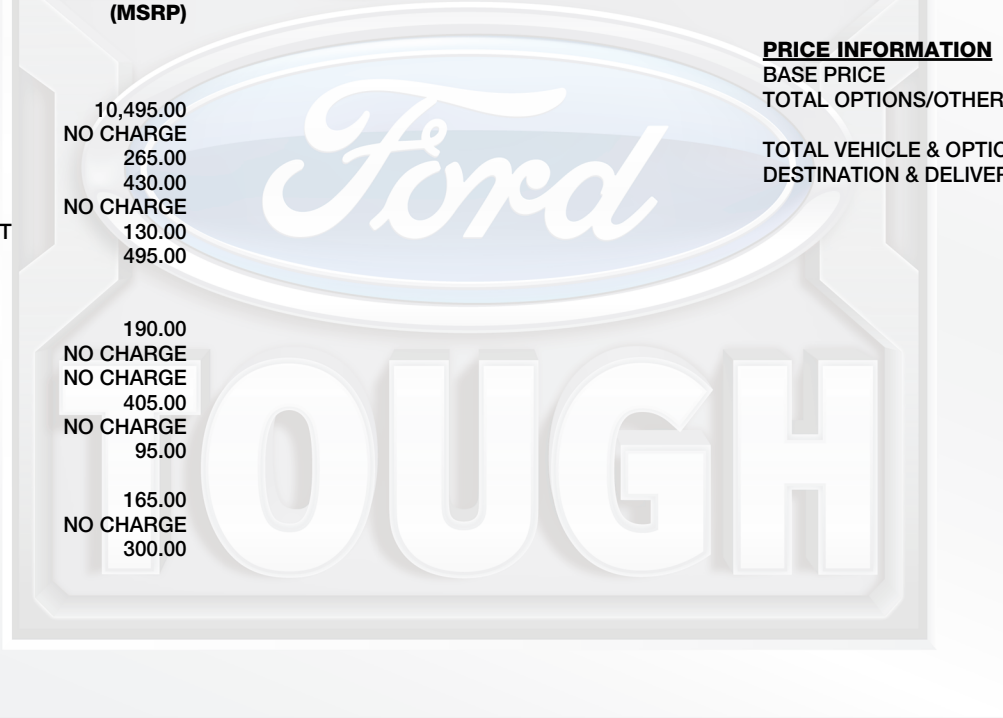 (MSRP)
10,495.00
NO CHARGE
265.00
430.00
NO CHARGE
T 130.00
495.00
190.00
NO CHARGE
NO CHARGE
405.00
NO CHARGE
95.00
165.00
NO CHARGE
300.00
PRICE INFORMATION
BASE PRICE
TOTAL OPTIONS/OTHER
TOTAL VEHICLE & OPTIO
DESTINATION & DELIVER
Ford
TOUGH